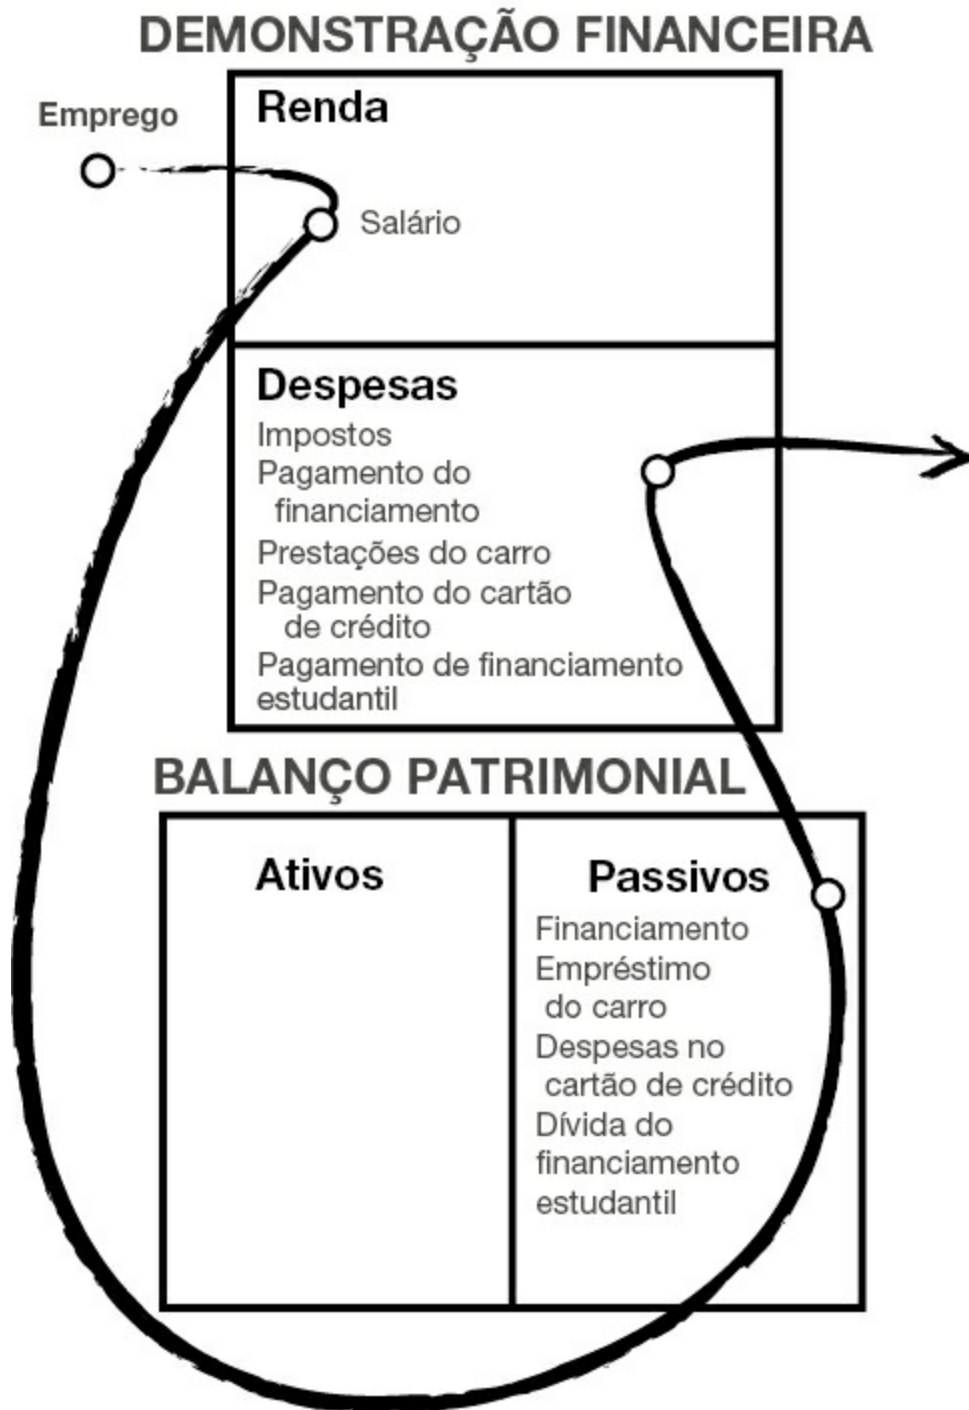 DEMONSTRAÇÃO FINANCEIRA
Emprego
Renda
Salário
Despesas
Impostos
Pagamento do
financiamento
Prestações do carro
Pagamento do cartão
de crédito
Pagamento de financiamento
estudantil
BALANÇO PATRIMONIAL
Ativos
Passivos
Financiamento
Empréstimo
do carro
Despesas no
cartão de crédito
Dívida do
financiamento
estudantil